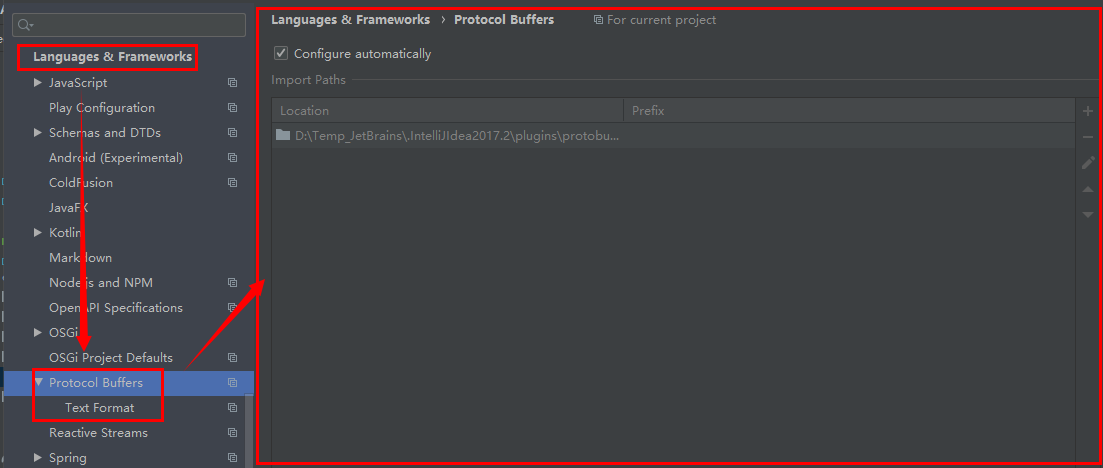 Languages & Frameworks
JavaScript
Play Configuration
Schemas and DTDs
Android (Experimental)
ColdFusion
JavaFX
Kotlin
Markdown
Node.js and NPM
OpenAPI Specifications
OSGi
OSGi Project Defaults
Protocol Buffers
Text Format
Reactive Streams
Spring
Languages & Frameworks › Protocol Buffers For current project
Configure automatically
Import Paths
Location Prefix
D:\Temp_JetBrains\.IntelliJIdea2017.2\plugins\protobu...